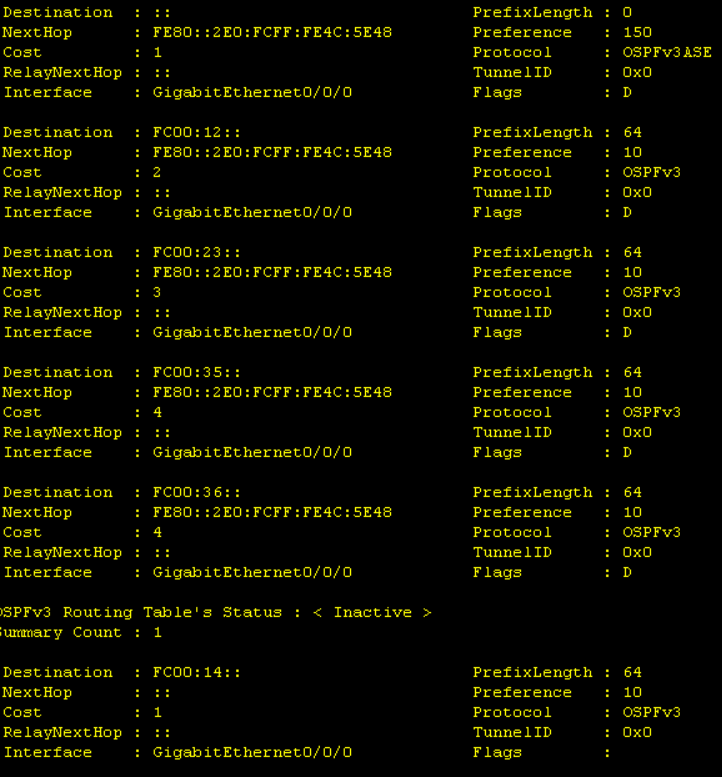 Destination  : ::                              PrefixLength : 0
NextHop      : FE80::2E0:FCFF:FE4C:5E48        Preference   : 150
Cost         : 1                               Protocol     : OSPFv3ASE
RelayNextHop : ::                              TunnelID     : 0x0
Interface    : GigabitEthernet0/0/0            Flags        : D
Destination  : FC00:12::                       PrefixLength : 64
NextHop      : FE80::2E0:FCFF:FE4C:5E48        Preference   : 10
Cost         : 2                               Protocol     : OSPFv3
RelayNextHop : ::                              TunnelID     : 0x0
Interface    : GigabitEthernet0/0/0            Flags        : D
Destination  : FC00:23::                       PrefixLength : 64
NextHop      : FE80::2E0:FCFF:FE4C:5E48        Preference   : 10
Cost         : 3                               Protocol     : OSPFv3
RelayNextHop : ::                              TunnelID     : 0x0
Interface    : GigabitEthernet0/0/0            Flags        : D
Destination  : FC00:35::                       PrefixLength : 64
NextHop      : FE80::2E0:FCFF:FE4C:5E48        Preference   : 10
Cost         : 4                               Protocol     : OSPFv3
RelayNextHop : ::                              TunnelID     : 0x0
Interface    : GigabitEthernet0/0/0            Flags        : D
Destination  : FC00:36::                       PrefixLength : 64
NextHop      : FE80::2E0:FCFF:FE4C:5E48        Preference   : 10
Cost         : 4                               Protocol     : OSPFv3
RelayNextHop : ::                              TunnelID     : 0x0
Interface    : GigabitEthernet0/0/0            Flags        : D
OSPFv3 Routing Table's Status : < Inactive >
Summary Count : 1
Destination  : FC00:14::                       PrefixLength : 64
NextHop      : ::                              Preference   : 10
Cost         : 1                               Protocol     : OSPFv3
RelayNextHop : ::                              TunnelID     : 0x0
Interface    : GigabitEthernet0/0/0            Flags        :